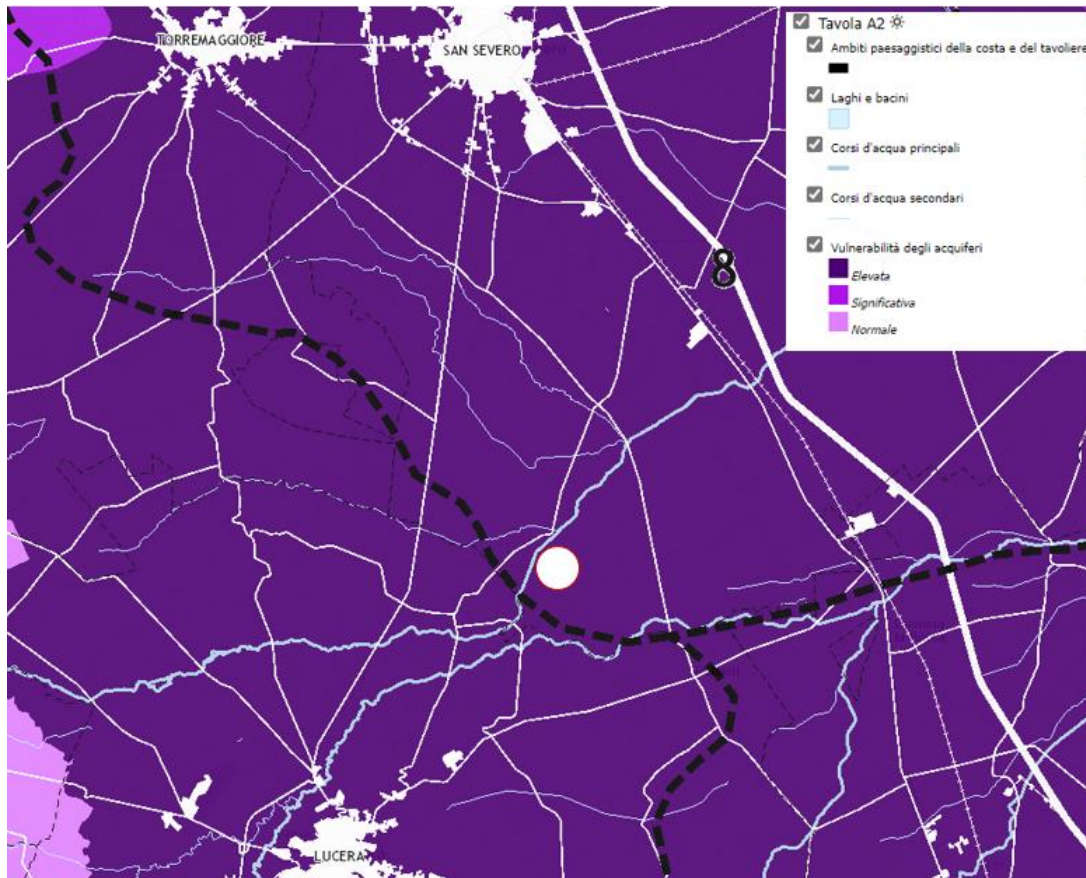 TORREMAGGIORE
SAN SEVERO
8
LUCERA
Tavola A2
Ambiti paesaggistici della costa e del tavoliere
Laghi e bacini
Corsi d'acqua principali
Corsi d'acqua secondari
Vulnerabilità degli acquiferi
Elevata
Significativa
Normale